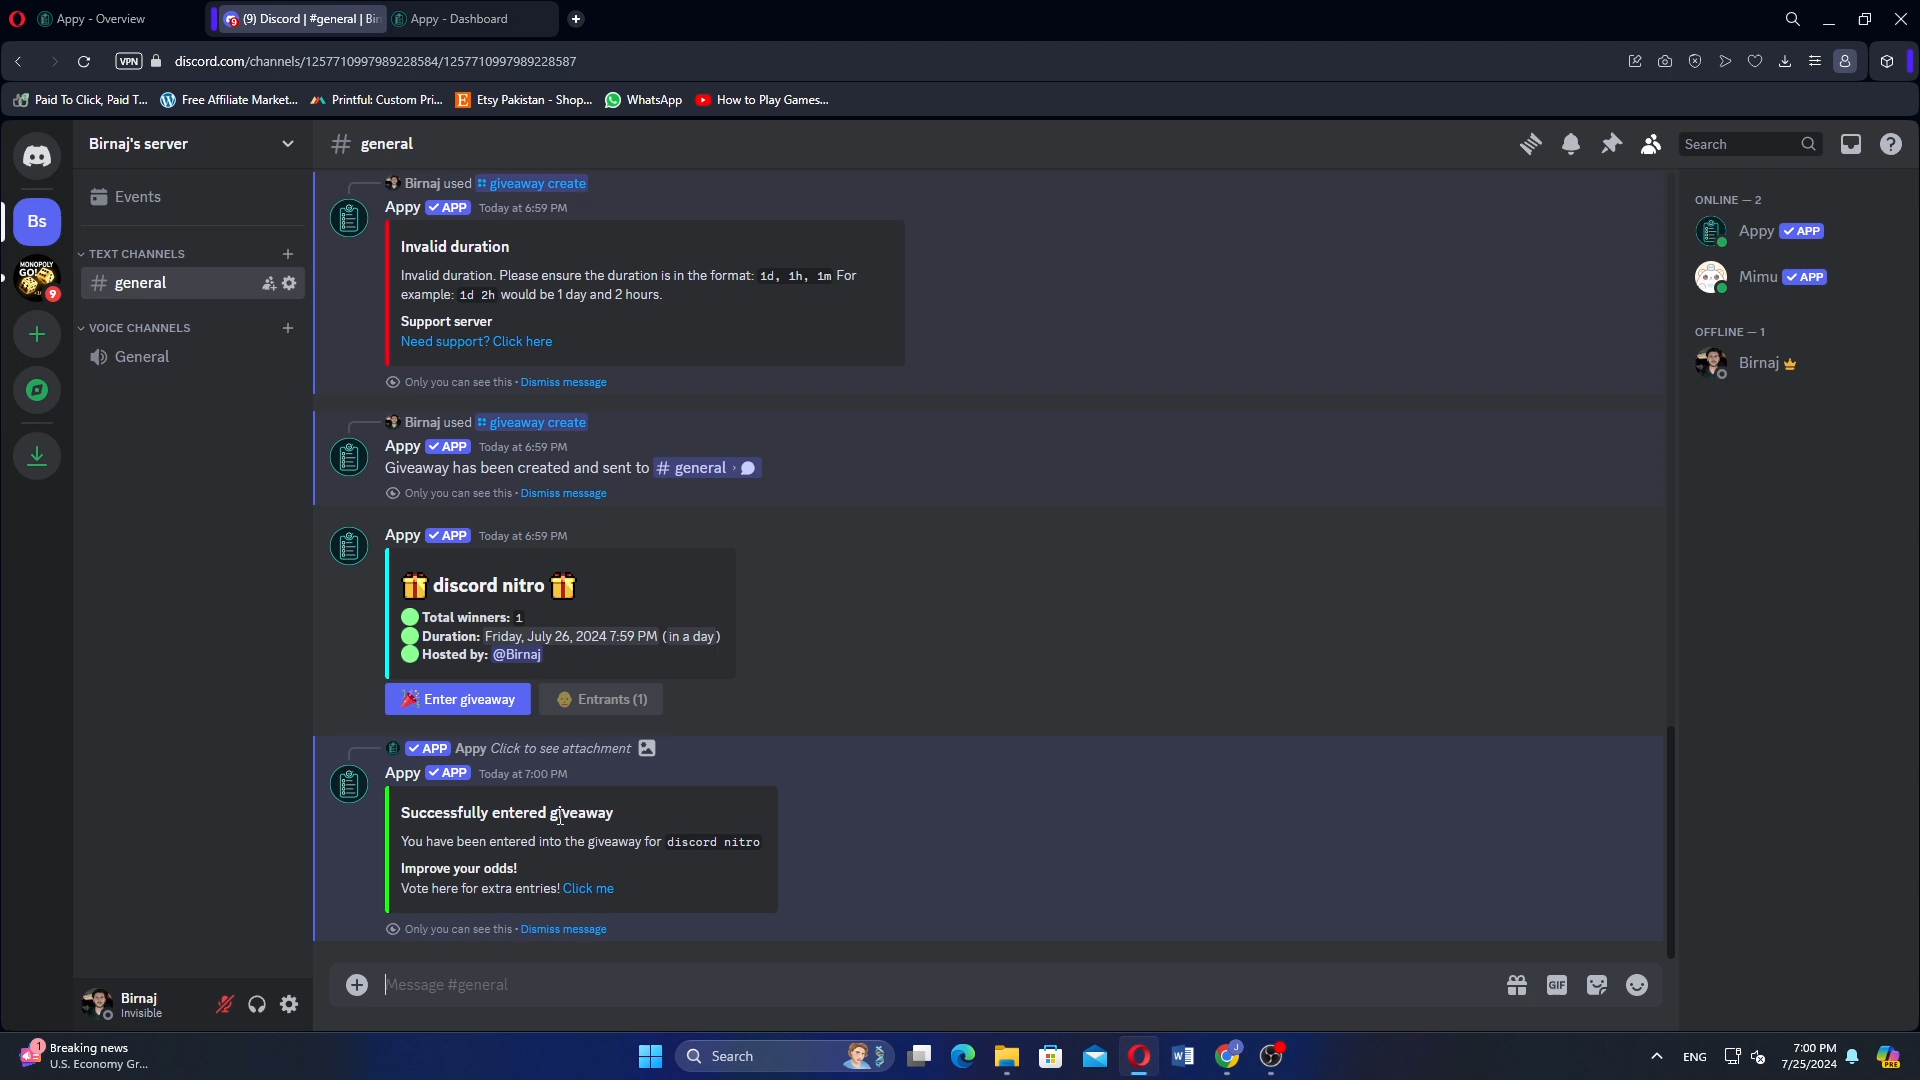 Appy - Overview
(9) Discord | #general | Bir
Appy - Dashboard
VPN
discord.com/channels/1257710997989228584/1257710997989228587
Paid To Click, Paid T...
Free Affiliate Market...
Printful: Custom Pri...
Etsy Pakistan - Shop...
WhatsApp
How to Play Games...
Birnaj's server
# general
Search
Events
Bs
TEXT CHANNELS
# general
MONOPOLY
GO!
9
VOICE CHANNELS
General
Birnaj used giveaway create
Appy APP Today at 6:59 PM
Invalid duration
Invalid duration. Please ensure the duration is in the format: 1d, 1h, 1m For
example: 1d 2h would be 1 day and 2 hours.
Support server
Need support? Click here
Only you can see this • Dismiss message
Birnaj used giveaway create
Appy APP Today at 6:59 PM
Giveaway has been created and sent to # general ›
Only you can see this • Dismiss message
Appy APP Today at 6:59 PM
discord nitro
Total winners: 1
Duration: Friday, July 26, 2024 7:59 PM (in a day)
Hosted by: @Birnaj
Enter giveaway
Entrants (1)
APP Appy Click to see attachment
Appy APP Today at 7:00 PM
Successfully entered giveaway
You have been entered into the giveaway for discord nitro
Improve your odds!
Vote here for extra entries! Click me
Only you can see this • Dismiss message
Message #general
GIF
ONLINE — 2
Appy APP
Mimu APP
OFFLINE — 1
Birnaj
Birnaj
Invisible
1
Breaking news
U.S. Economy Gr...
Search
J
ENG
7:00 PM
7/25/2024
PRE